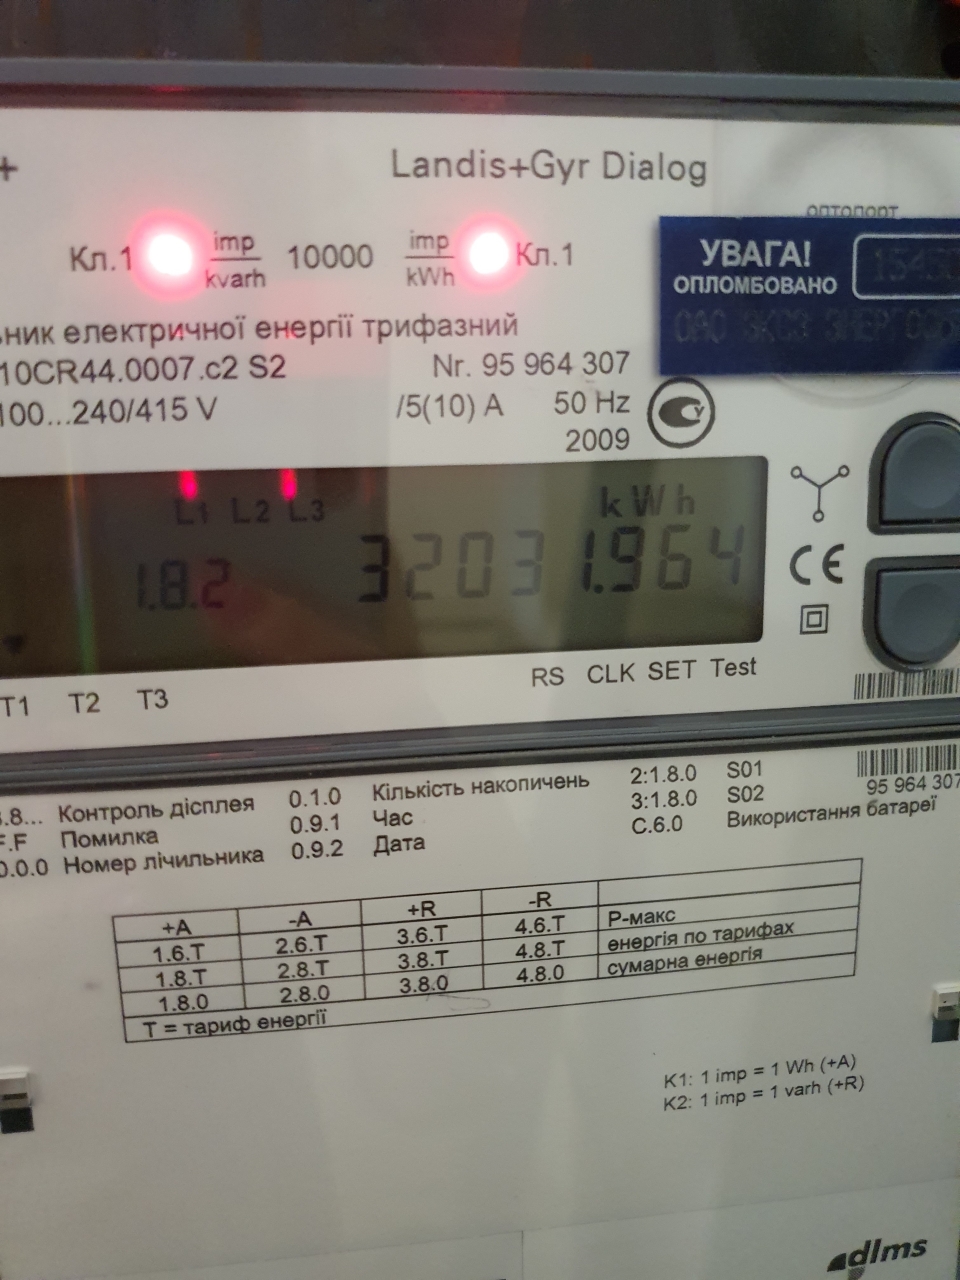 +
Landis+Gyr Dialog
Кл.1 imp/kvarh 10000 imp/kWh Кл.1
оптопорт
УВАГА!
ОПЛОМБОВАНО
електричної енергії трифазний
10CR44.0007.c2 S2 Nr. 95 964 307
100...240/415 V /5(10) A 50 Hz
2009
L1 L2 L3 kWh
1.8.2 32031.964
CE
RS CLK SET Test
T1 T2 T3
.8... Контроль дісплея 0.1.0 Кількість накопичень 2:1.8.0 S01
F.F Помилка 0.9.1 Час 3:1.8.0 S02
0.0.0 Номер лічильника 0.9.2 Дата C.6.0 Використання батареї
95 964 307
+A -A +R -R
1.6.T 2.6.T 3.6.T 4.6.T Р-макс
1.8.T 2.8.T 3.8.T 4.8.T енергія по тарифах
1.8.0 2.8.0 3.8.0 4.8.0 сумарна енергія
T = тариф енергії
K1: 1 imp = 1 Wh (+A)
K2: 1 imp = 1 varh (+R)
dlms